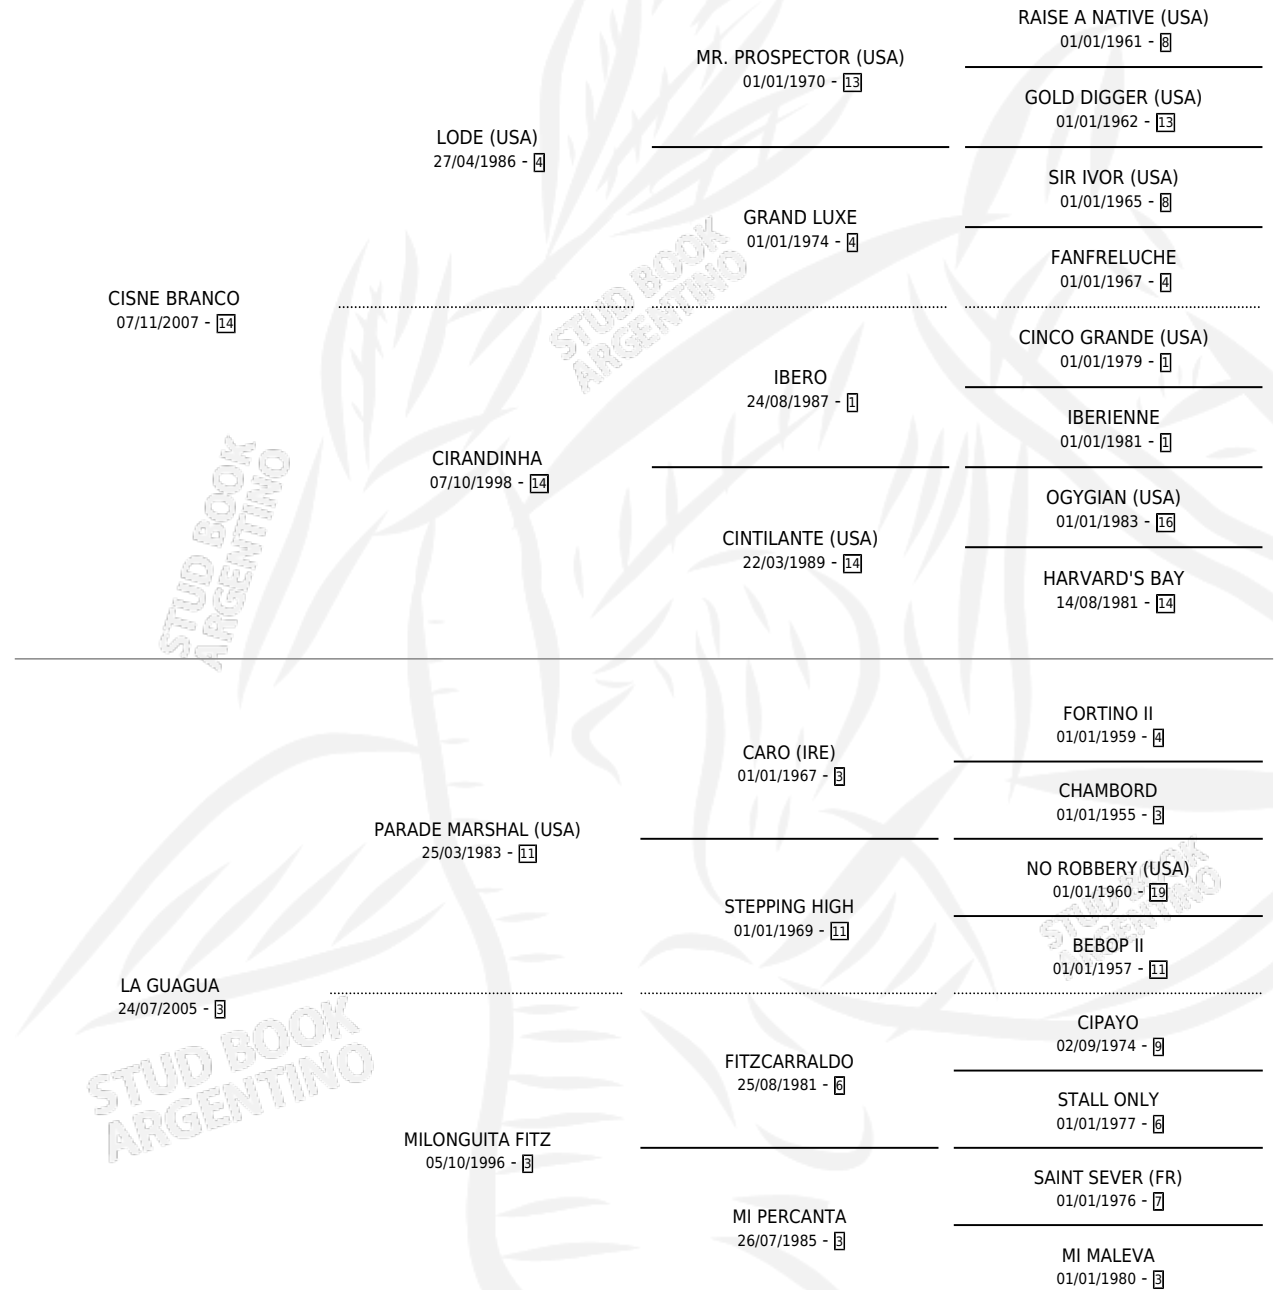 RAISE A NATIVE (USA)
01/01/1961 - 8
MR. PROSPECTOR (USA)
01/01/1970 - 13
GOLD DIGGER (USA)
01/01/1962 - 13
LODE (USA)
27/04/1986 - 4
SIR IVOR (USA)
01/01/1965 - 8
GRAND LUXE
01/01/1974 - 4
FANFRELUCHE
01/01/1967 - 4
CISNE BRANCO
07/11/2007 - 14
STUD BOOK
ARGENTINO
CINCO GRANDE (USA)
01/01/1979 - 1
IBERO
24/08/1987 - 1
IBERIENNE
01/01/1981 - 1
CIRANDINHA
07/10/1998 - 14
OGYGIAN (USA)
01/01/1983 - 16
CINTILANTE (USA)
22/03/1989 - 14
HARVARD'S BAY
14/08/1981 - 14
STUD BOOK
ARGENTINO
FORTINO II
01/01/1959 - 4
CARO (IRE)
01/01/1967 - 3
CHAMBORD
01/01/1955 - 3
PARADE MARSHAL (USA)
25/03/1983 - 11
NO ROBBERY (USA)
01/01/1960 - 19
STEPPING HIGH
01/01/1969 - 11
BEBOP II
01/01/1957 - 11
STUD BOOK
ARGENTINO
LA GUAGUA
24/07/2005 - 3
CIPAYO
02/09/1974 - 9
FITZCARRALDO
25/08/1981 - 6
STALL ONLY
01/01/1977 - 6
STUD BOOK
ARGENTINO
MILONGUITA FITZ
05/10/1996 - 3
SAINT SEVER (FR)
01/01/1976 - 7
MI PERCANTA
26/07/1985 - 3
MI MALEVA
01/01/1980 - 3